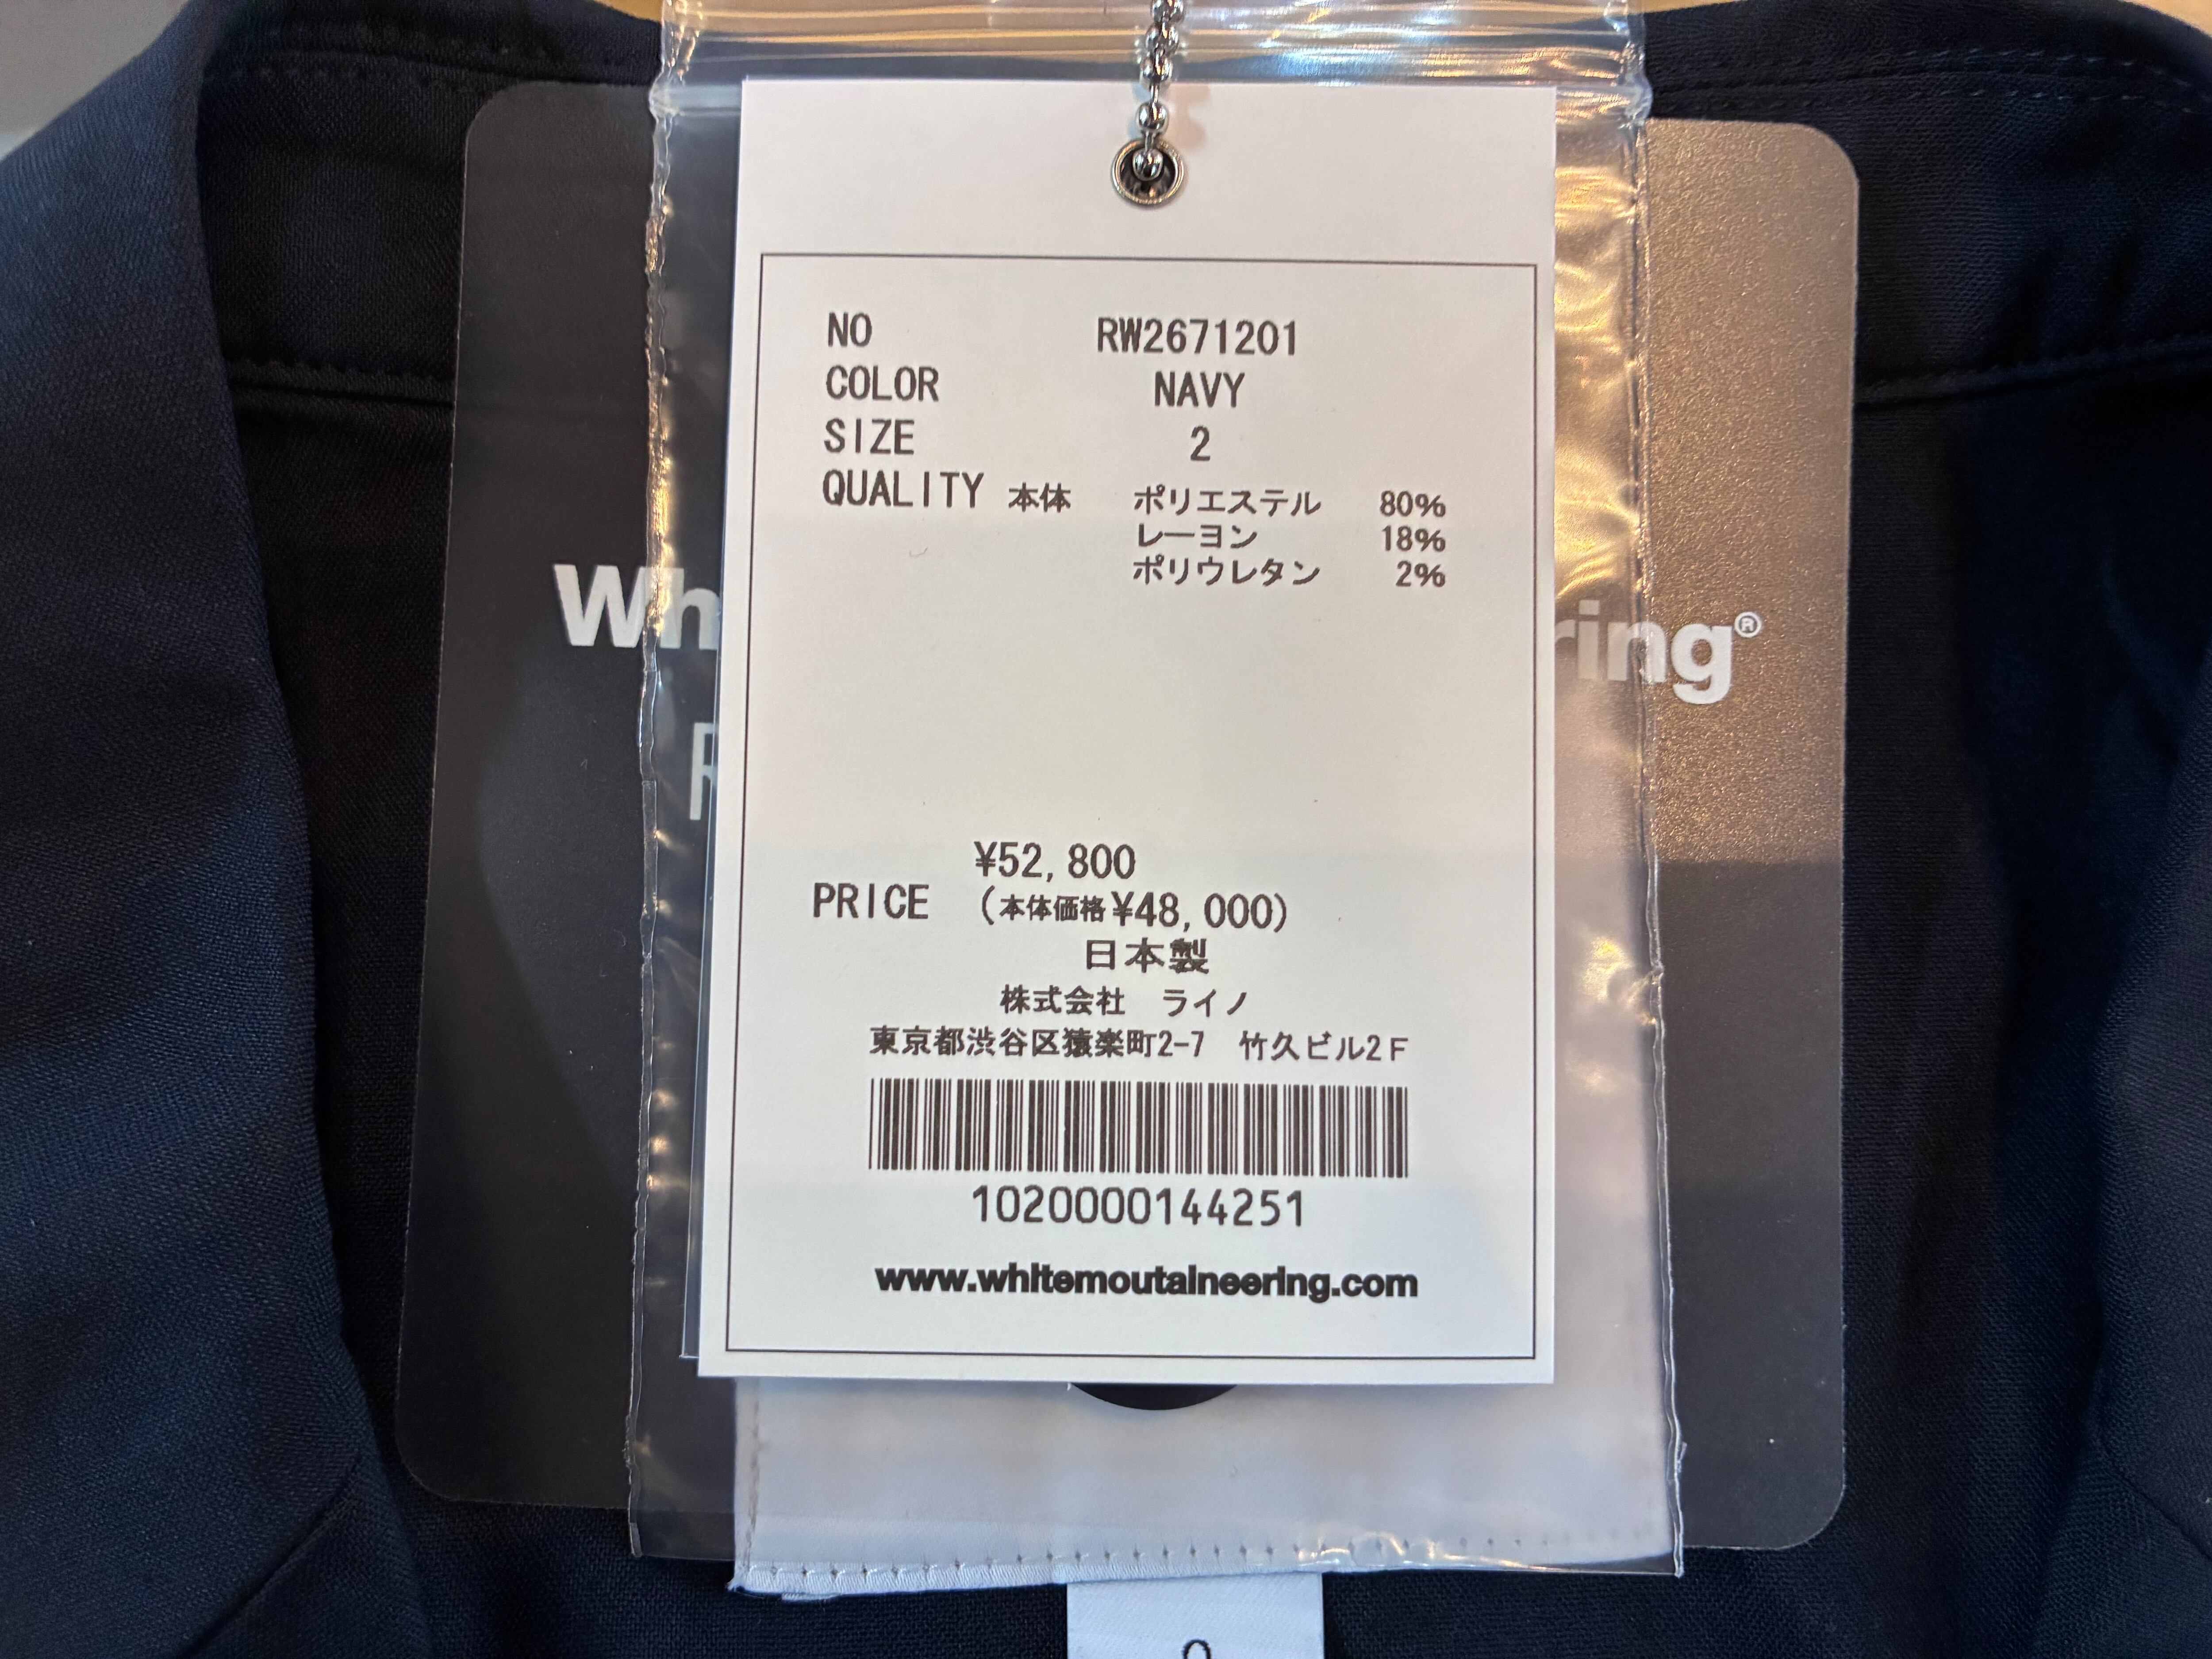 NO RW2671201
COLOR NAVY
SIZE 2
QUALITY 本体 ポリエステル 80%
レーヨン 18%
ポリウレタン 2%
¥52,800
PRICE (本体価格¥48,000)
日本製
株式会社 ライノ
東京都渋谷区猿楽町2-7 竹久ビル2F
1020000144251
www.whitemoutaineering.com